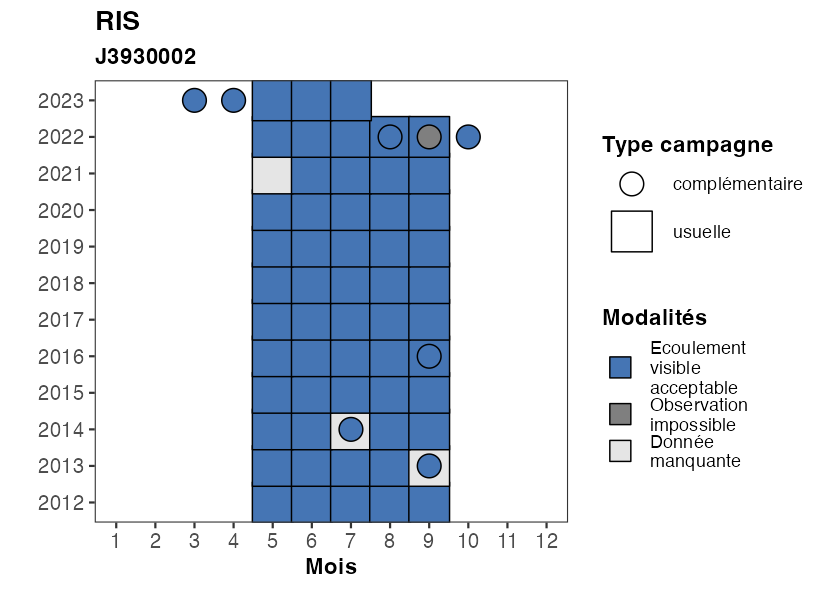 RIS
J3930002
2023
2022
2021
2020
2019
2018
2017
2016
2015
2014
2013
2012
1 2 3 4 5 6 7 8 9 10 11 12
Mois
Type campagne
complémentaire
usuelle
Modalités
Ecoulement
visible
acceptable
Observation
impossible
Donnée
manquante